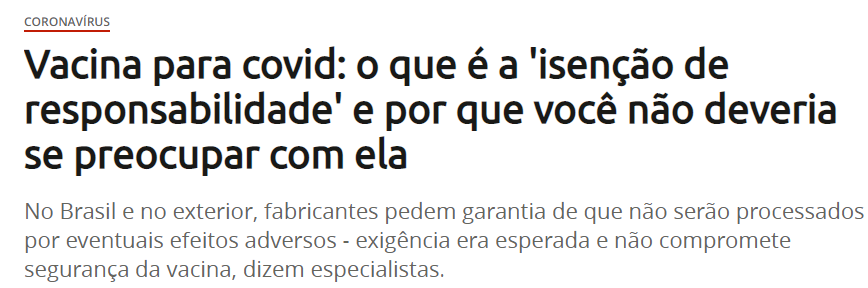 CORONAVÍRUS
Vacina para covid: o que é a 'isenção de
responsabilidade' e por que você não deveria
se preocupar com ela
No Brasil e no exterior, fabricantes pedem garantia de que não serão processados
por eventuais efeitos adversos - exigência era esperada e não compromete
segurança da vacina, dizem especialistas.